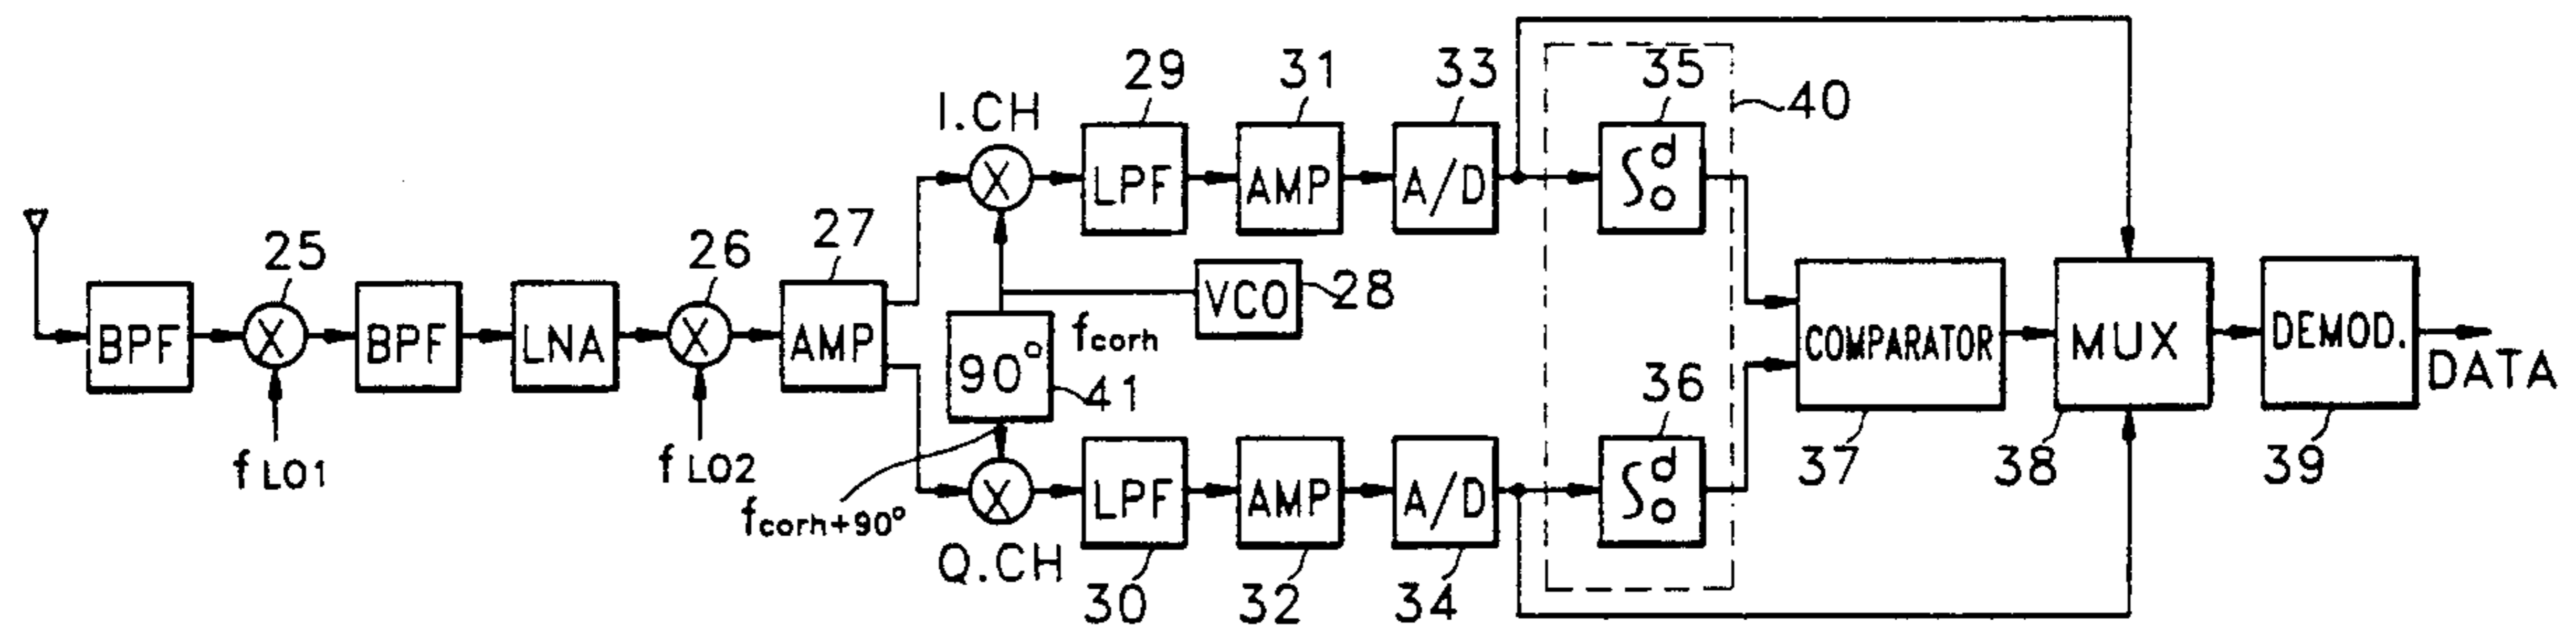 29
31
33
35
40
I.CH
LPF
AMP
A/D
∫ d o
25
26
27
VCO
28
BPF
X
BPF
LNA
X
AMP
X
90°
41
fcorh
COMPARATOR
MUX
DEMOD.
DATA
f LO1
f LO2
fcorh+90°
X
Q.CH
LPF
AMP
A/D
36
∫ d o
37
38
39
30
32
34